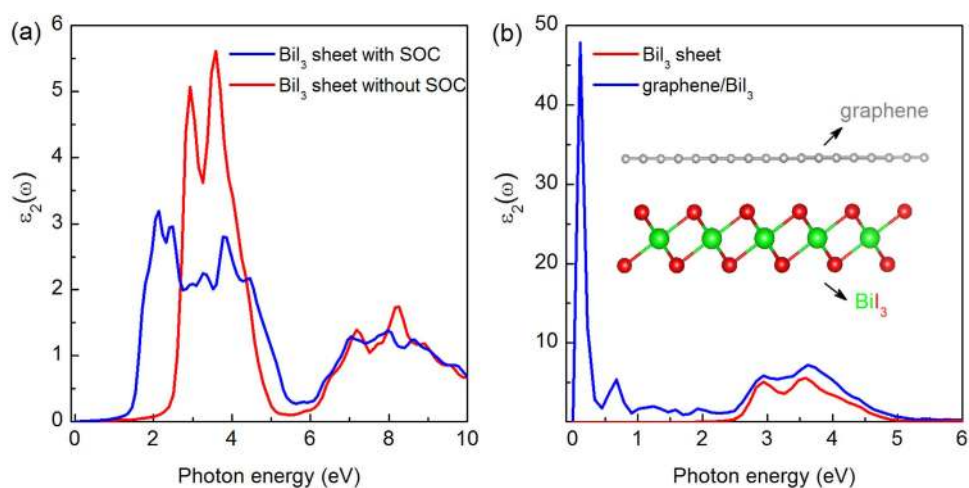 (a)
BiI₃ sheet with SOC
BiI₃ sheet without SOC
ε₂(ω)
6
5
4
3
2
1
0
0 2 4 6 8 10
Photon energy (eV)
(b)
BiI₃ sheet
graphene/BiI₃
graphene
BiI₃
ε₂(ω)
50
40
30
20
10
0
0 1 2 3 4 5 6
Photon energy (eV)